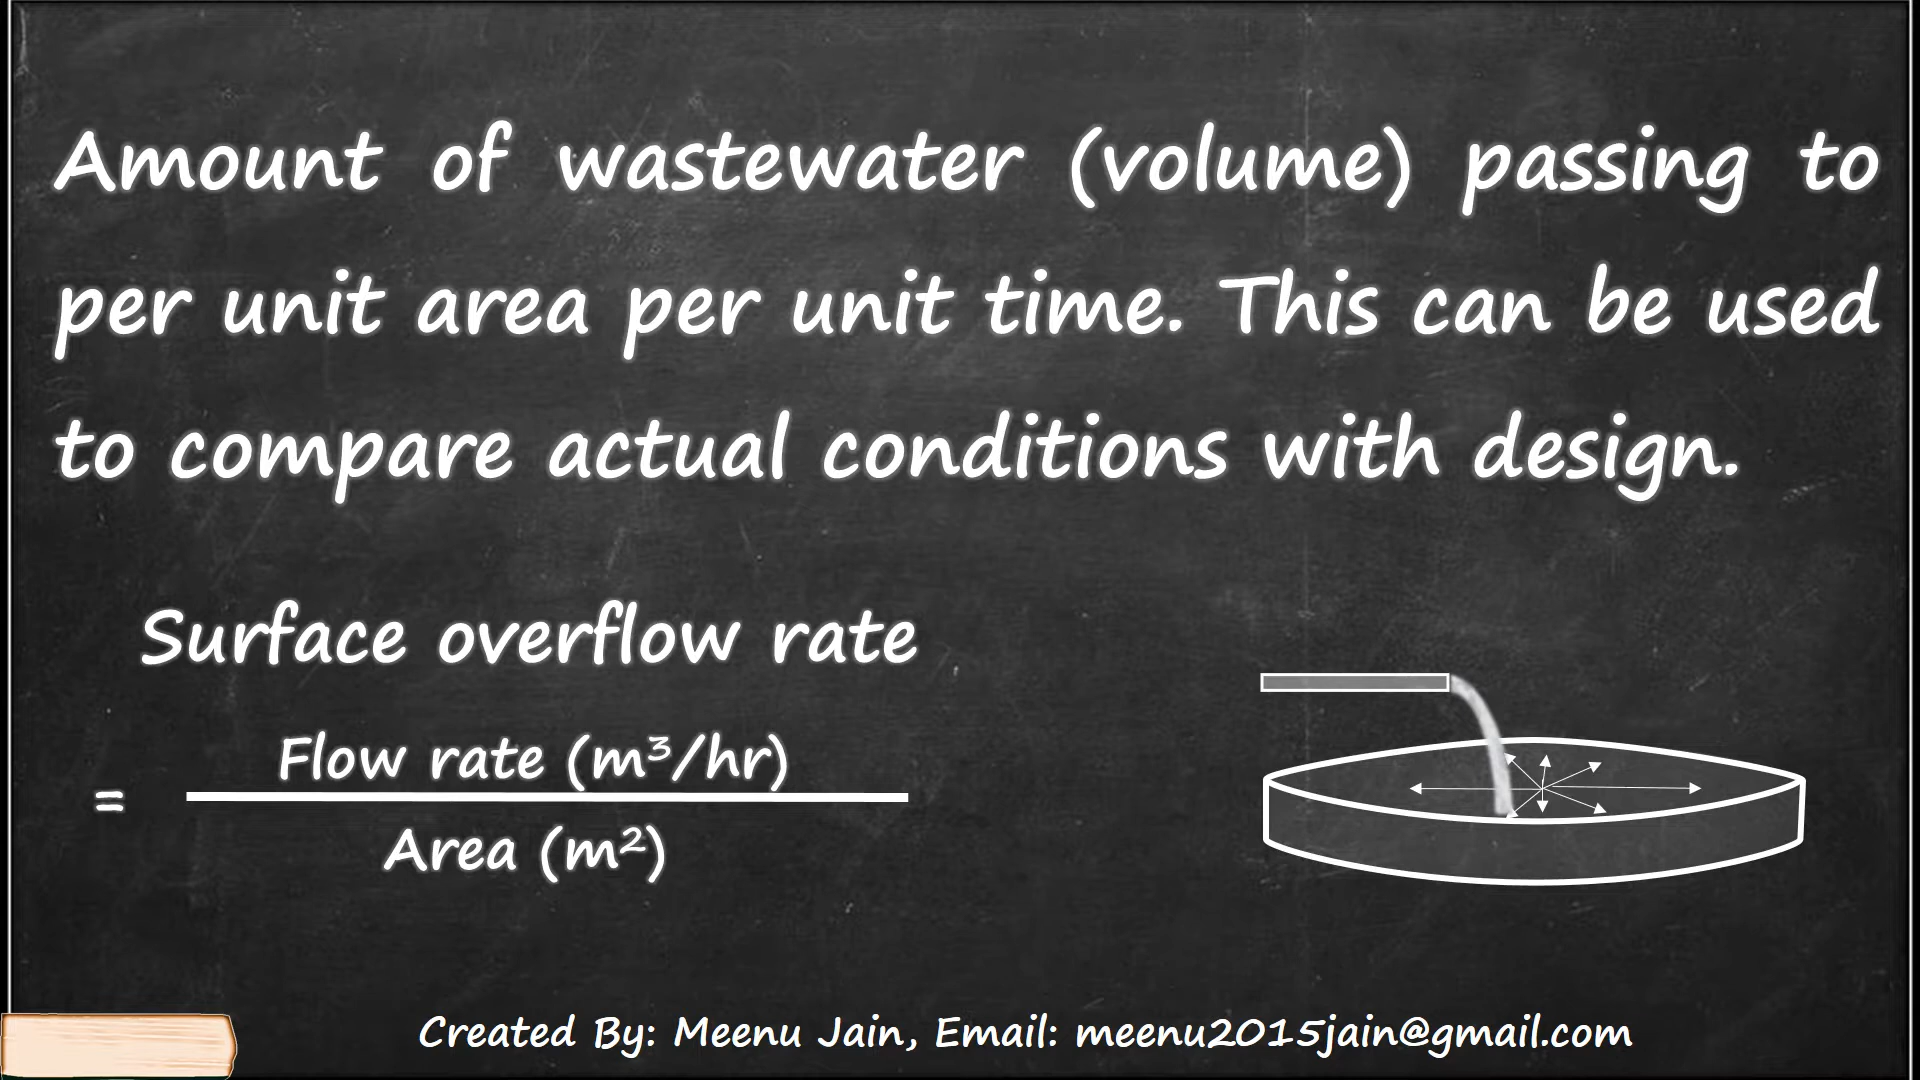 Amount of wastewater (volume) passing to
per unit area per unit time. This can be used
to compare actual conditions with design.
Surface overflow rate
= Flow rate (m³/hr)
Area (m²)
Created By: Meenu Jain, Email: meenu2015jain@gmail.com